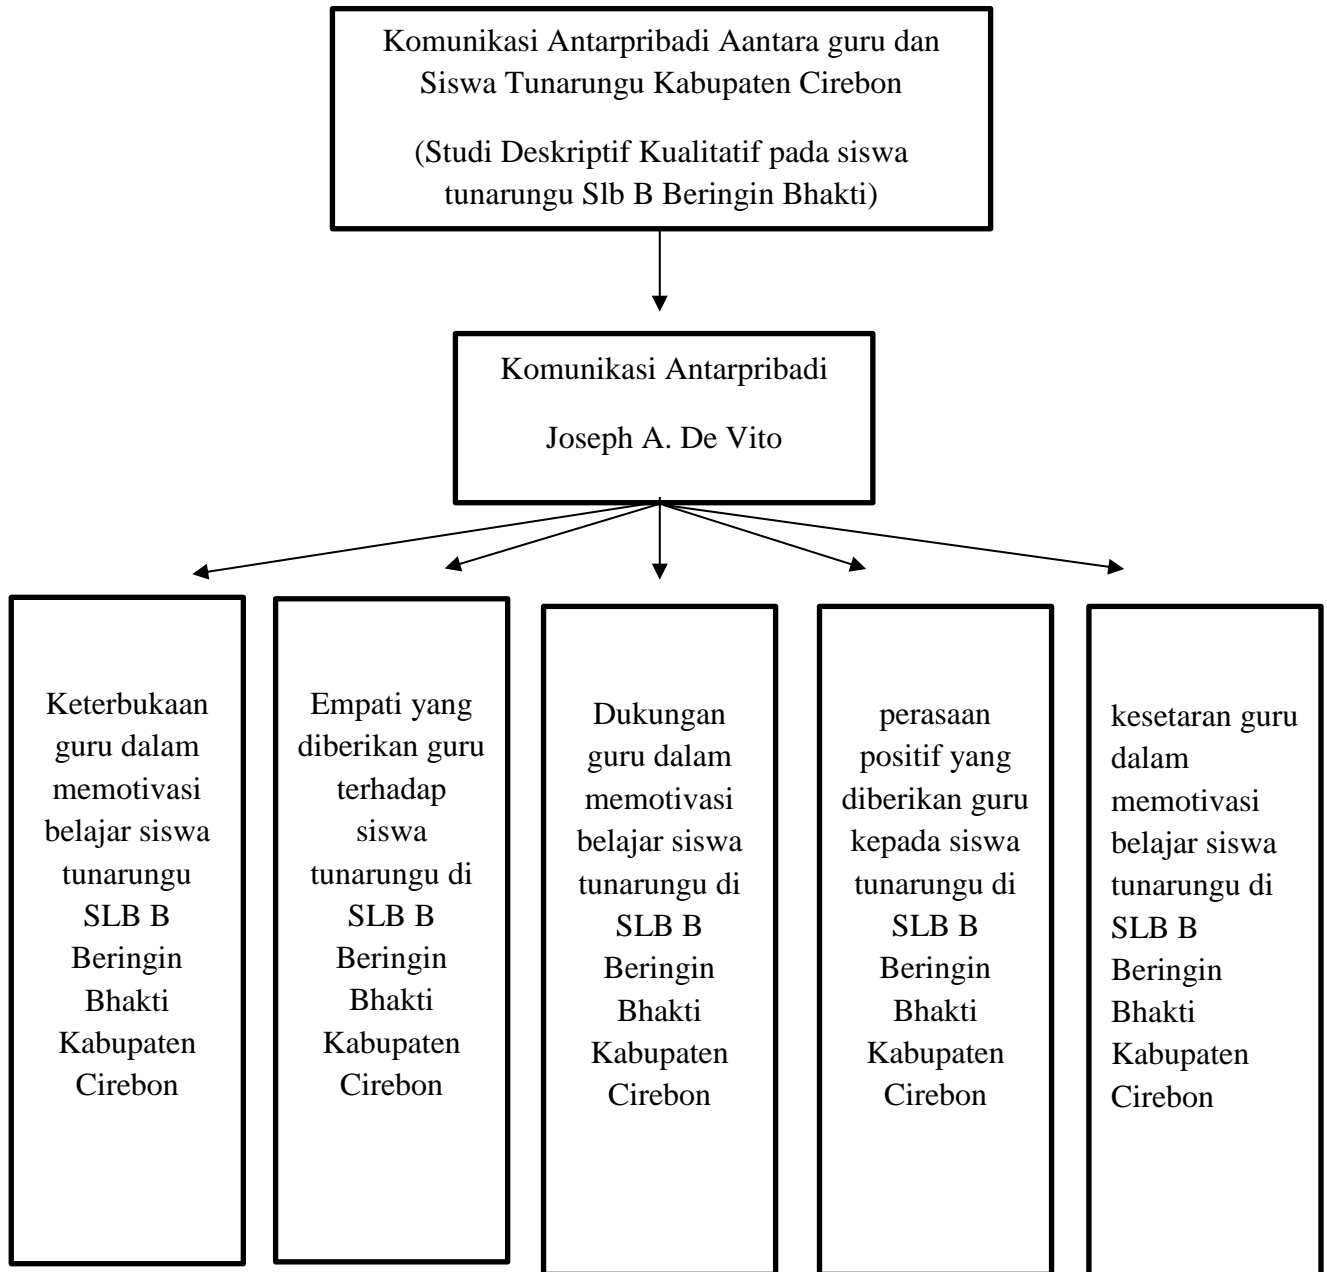 Komunikasi Antarpribadi Aantara guru dan
Siswa Tunarungu Kabupaten Cirebon
(Studi Deskriptif Kualitatif pada siswa
tunarungu Slb B Beringin Bhakti)
Komunikasi Antarpribadi
Joseph A. De Vito
Keterbukaan
guru dalam
memotivasi
belajar siswa
tunarungu
SLB B
Beringin
Bhakti
Kabupaten
Cirebon
Empati yang
diberikan guru
terhadap
siswa
tunarungu di
SLB B
Beringin
Bhakti
Kabupaten
Cirebon
Dukungan
guru dalam
memotivasi
belajar siswa
tunarungu di
SLB B
Beringin
Bhakti
Kabupaten
Cirebon
perasaan
positif yang
diberikan guru
kepada siswa
tunarungu di
SLB B
Beringin
Bhakti
Kabupaten
Cirebon
kesetaran guru
dalam
memotivasi
belajar siswa
tunarungu di
SLB B
Beringin
Bhakti
Kabupaten
Cirebon